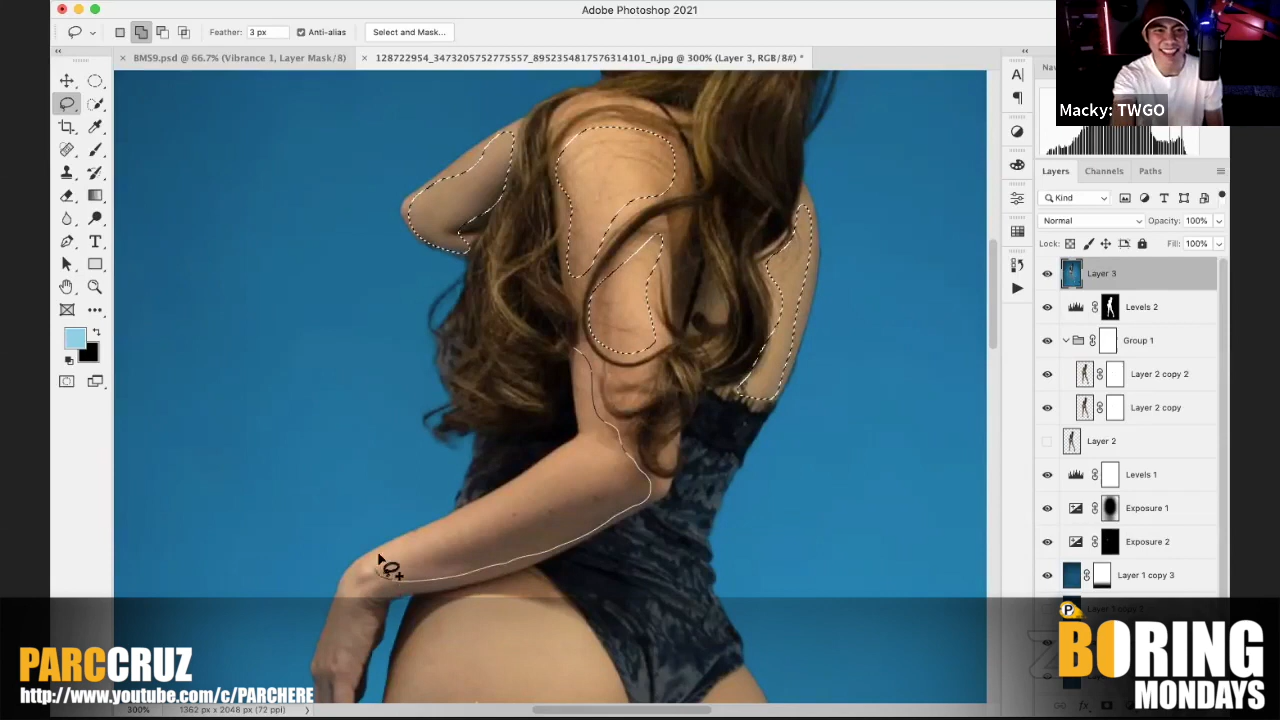 Adobe Photoshop 2021
Feather: 3 px
Anti-alias
Select and Mask...
BM59.psd @ 66.7% (Vibrance 1, Layer Mask/8)
128722954_3473205752775557_8952354817576314101_n.jpg @ 300% (Layer 3, RGB/8#) *
Macky: TWGO
Layers
Channels
Paths
Kind
Normal
Opacity: 100%
Lock:
Fill: 100%
Layer 3
Levels 2
Group 1
Layer 2 copy 2
Layer 2 copy
Layer 2
Levels 1
Exposure 1
Exposure 2
Layer 1 copy 3
PARCCRUZ
http://www.youtube.com/c/PARCHERE
P
BORING
MONDAYS
300%
1362 px x 2048 px (72 ppi)